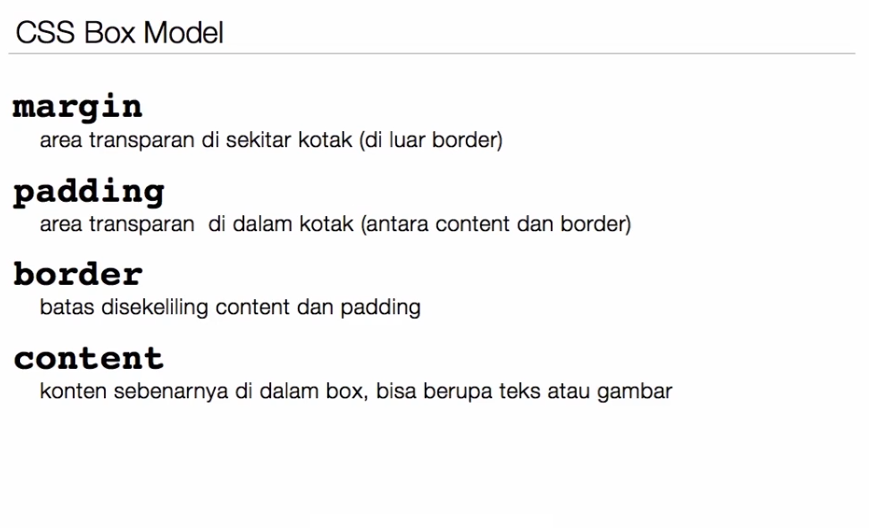 CSS Box Model
margin
area transparan di sekitar kotak (di luar border)
padding
area transparan di dalam kotak (antara content dan border)
border
batas disekeliling content dan padding
content
konten sebenarnya di dalam box, bisa berupa teks atau gambar